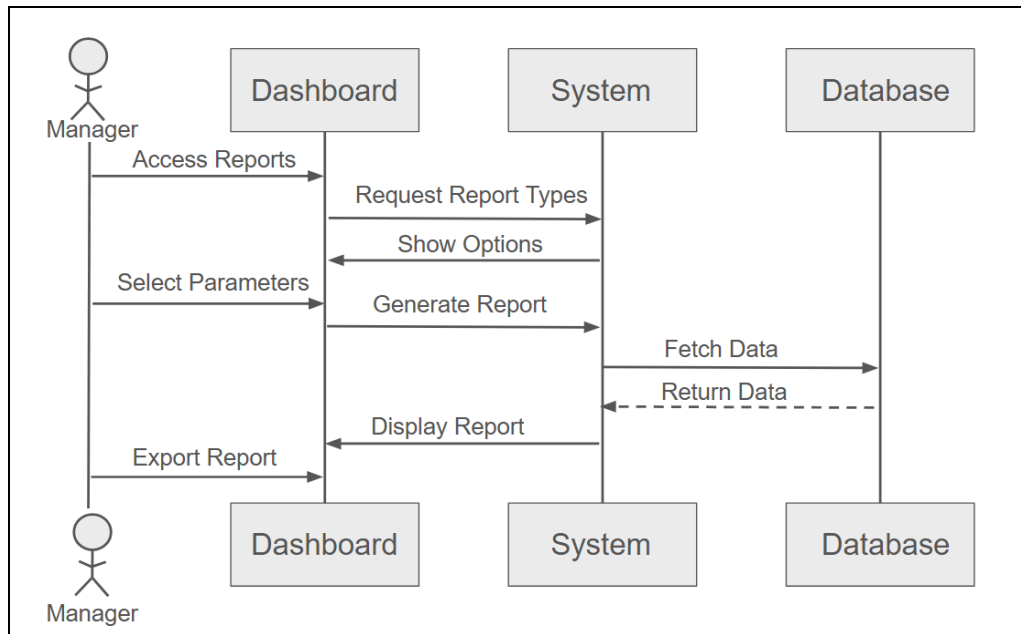 Dashboard
System
Database
Manager
Access Reports
Request Report Types
Show Options
Select Parameters
Generate Report
Fetch Data
Return Data
Display Report
Export Report
Dashboard
System
Database
Manager